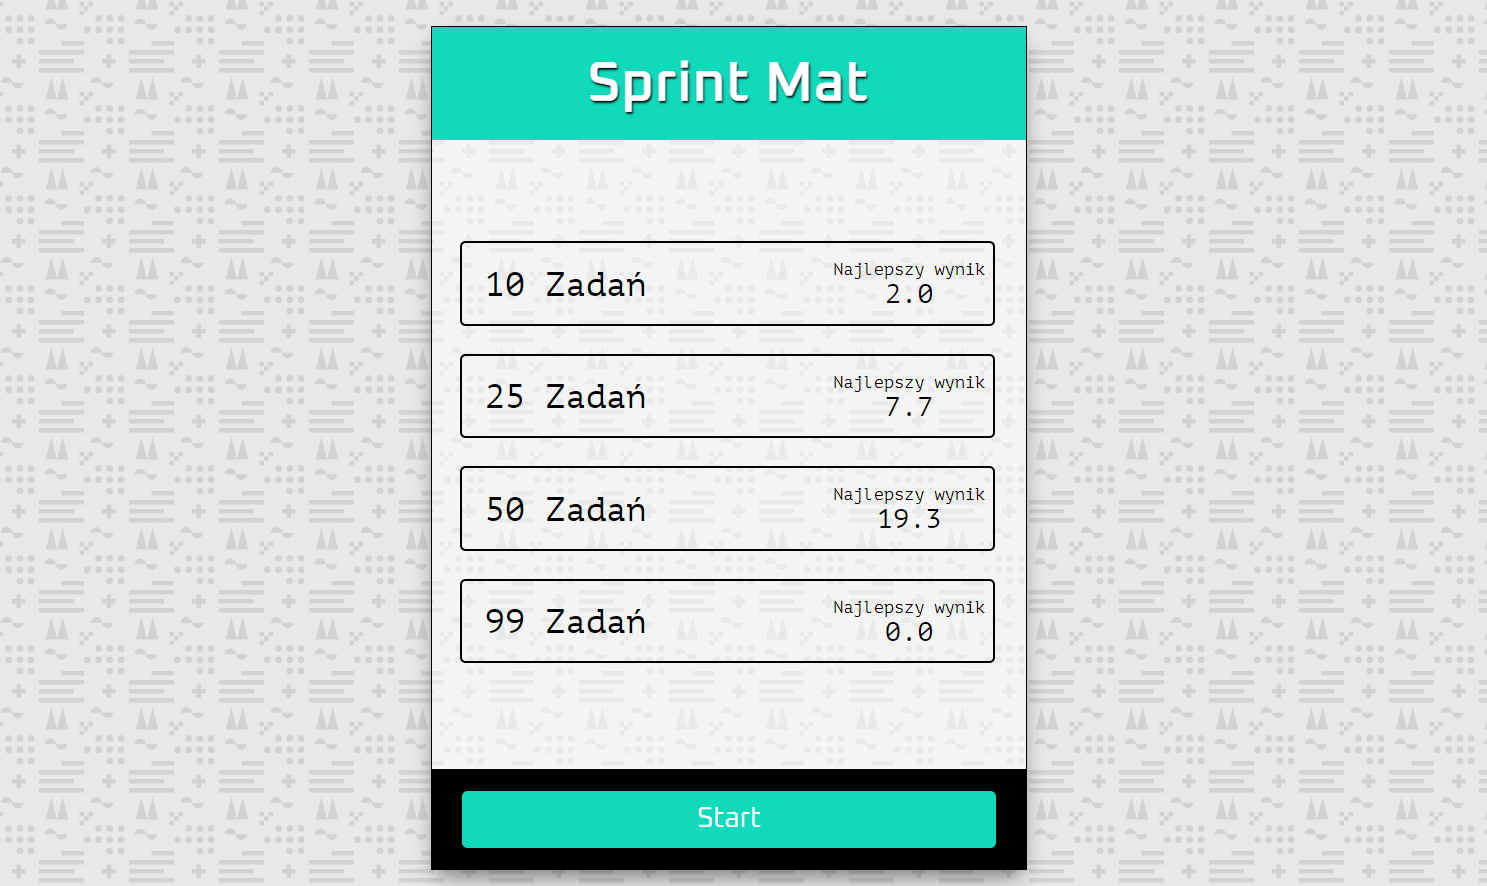 Sprint Mat
10 Zadań
Najlepszy wynik
2.0
25 Zadań
Najlepszy wynik
7.7
50 Zadań
Najlepszy wynik
19.3
99 Zadań
Najlepszy wynik
0.0
Start